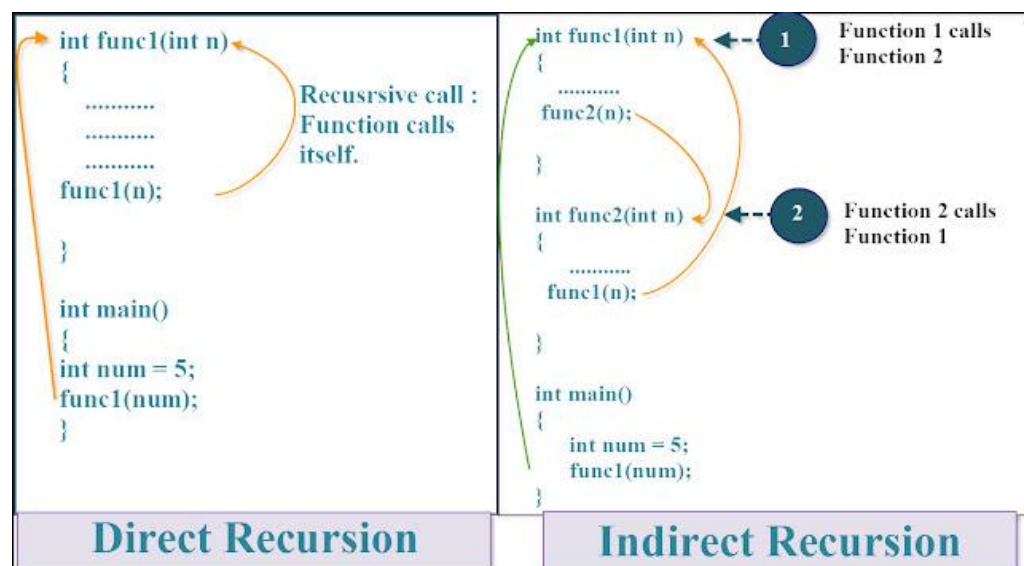 int func1(int n)
{
...........
...........
...........
func1(n);
}
int main()
{
int num = 5;
func1(num);
}
Recusrsive call :
Function calls
itself.
Direct Recursion
int func1(int n)
{
...........
func2(n);
}
int func2(int n)
{
...........
func1(n);
}
int main()
{
int num = 5;
func1(num);
}
1
Function 1 calls
Function 2
2
Function 2 calls
Function 1
Indirect Recursion